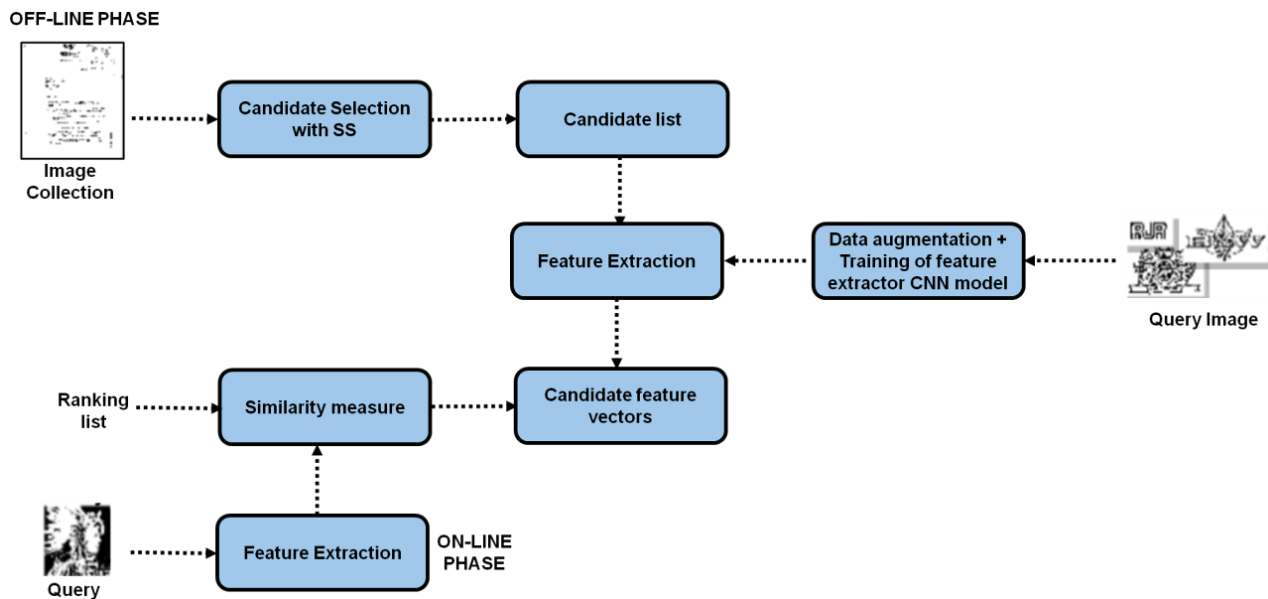 OFF-LINE PHASE
Image
Collection
Candidate Selection
with SS
Candidate list
Feature Extraction
Data augmentation +
Training of feature
extractor CNN model
RJR
Query Image
Ranking
list
Similarity measure
Candidate feature
vectors
Query
Feature Extraction
ON-LINE
PHASE